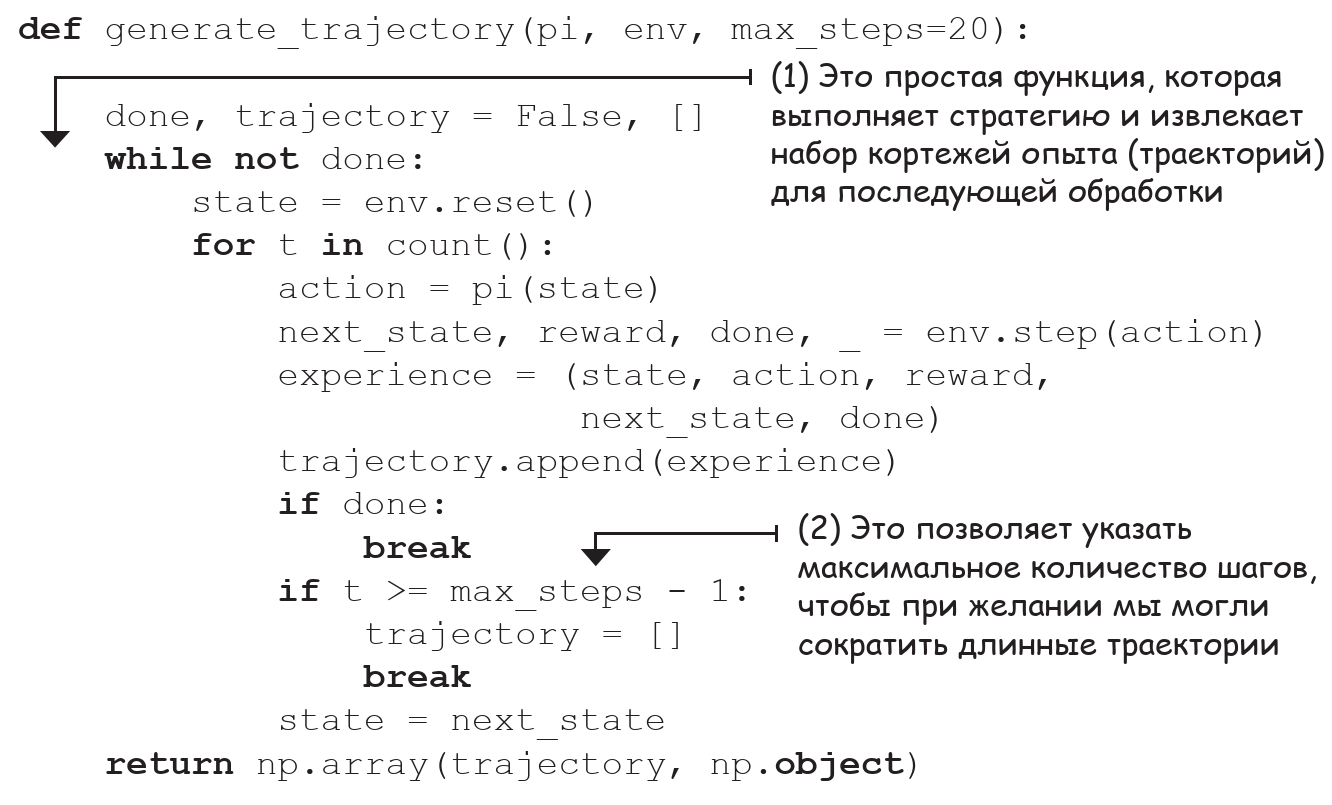 def generate_trajectory(pi, env, max_steps=20):
(1) Это простая функция, которая
выполняет стратегию и извлекает
набор кортежей опыта (траекторий)
для последующей обработки
    done, trajectory = False, []
    while not done:
        state = env.reset()
        for t in count():
            action = pi(state)
            next_state, reward, done, _ = env.step(action)
            experience = (state, action, reward,
                          next_state, done)
            trajectory.append(experience)
            if done:
                break
(2) Это позволяет указать
максимальное количество шагов,
чтобы при желании мы могли
сократить длинные траектории
            if t >= max_steps - 1:
                trajectory = []
                break
            state = next_state
    return np.array(trajectory, np.object)